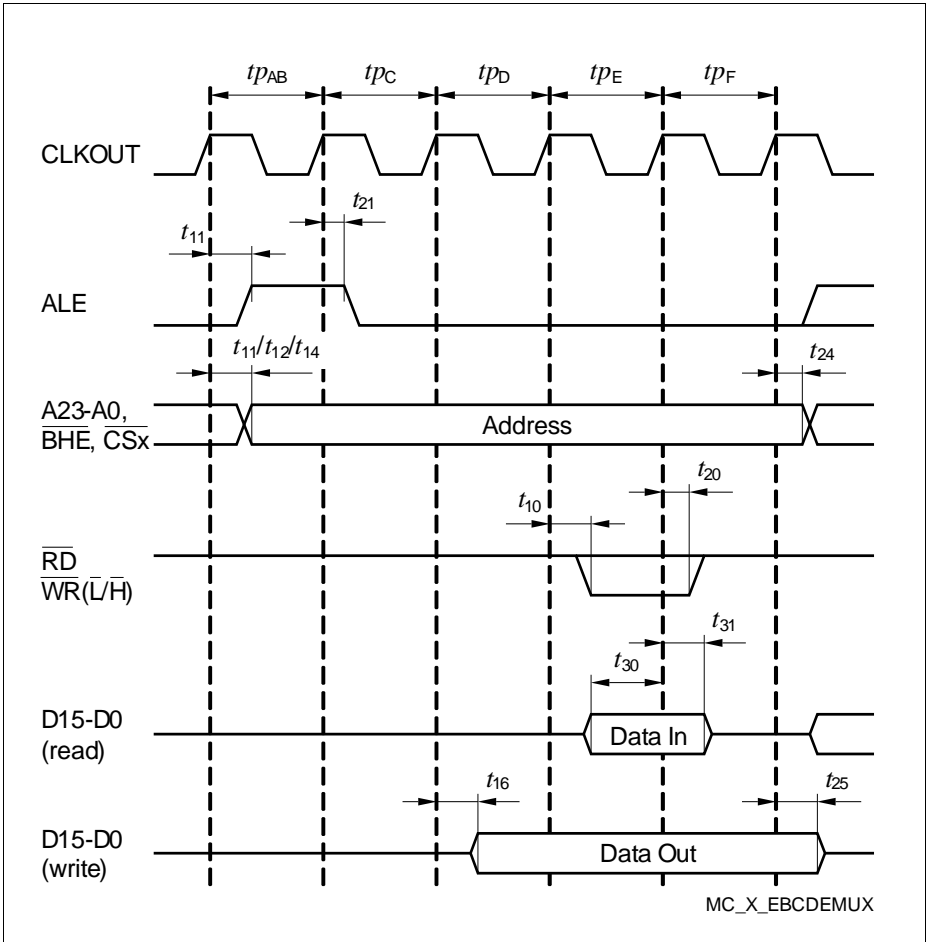 tpAB tpC tpD tpE tpF
CLKOUT
t21
t11
ALE
t11/t12/t14
t24
A23-A0,
BHE, CSx
Address
t20
t10
RD
WR(L/H)
t31
t30
D15-D0
(read)
Data In
t16
t25
D15-D0
(write)
Data Out
MC_X_EBCDEMUX